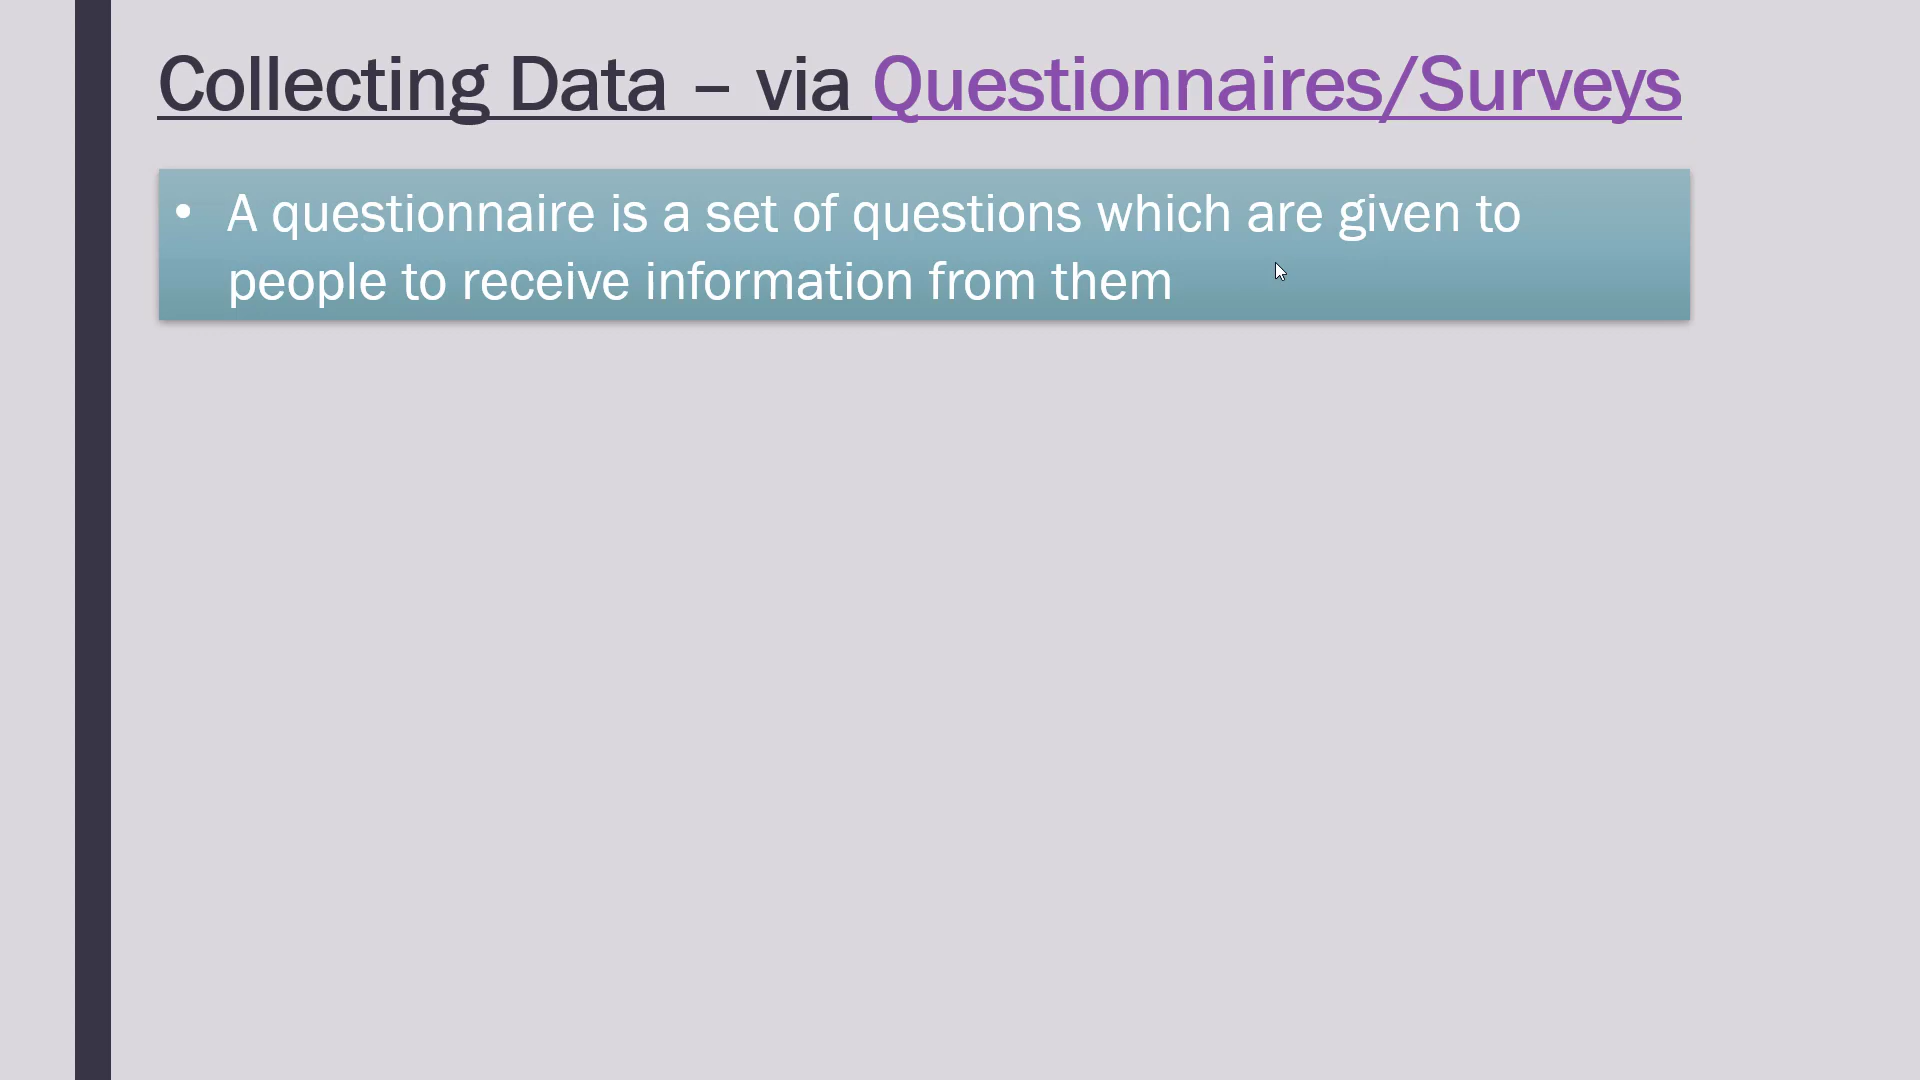 Collecting Data – via Questionnaires/Surveys
• A questionnaire is a set of questions which are given to
people to receive information from them